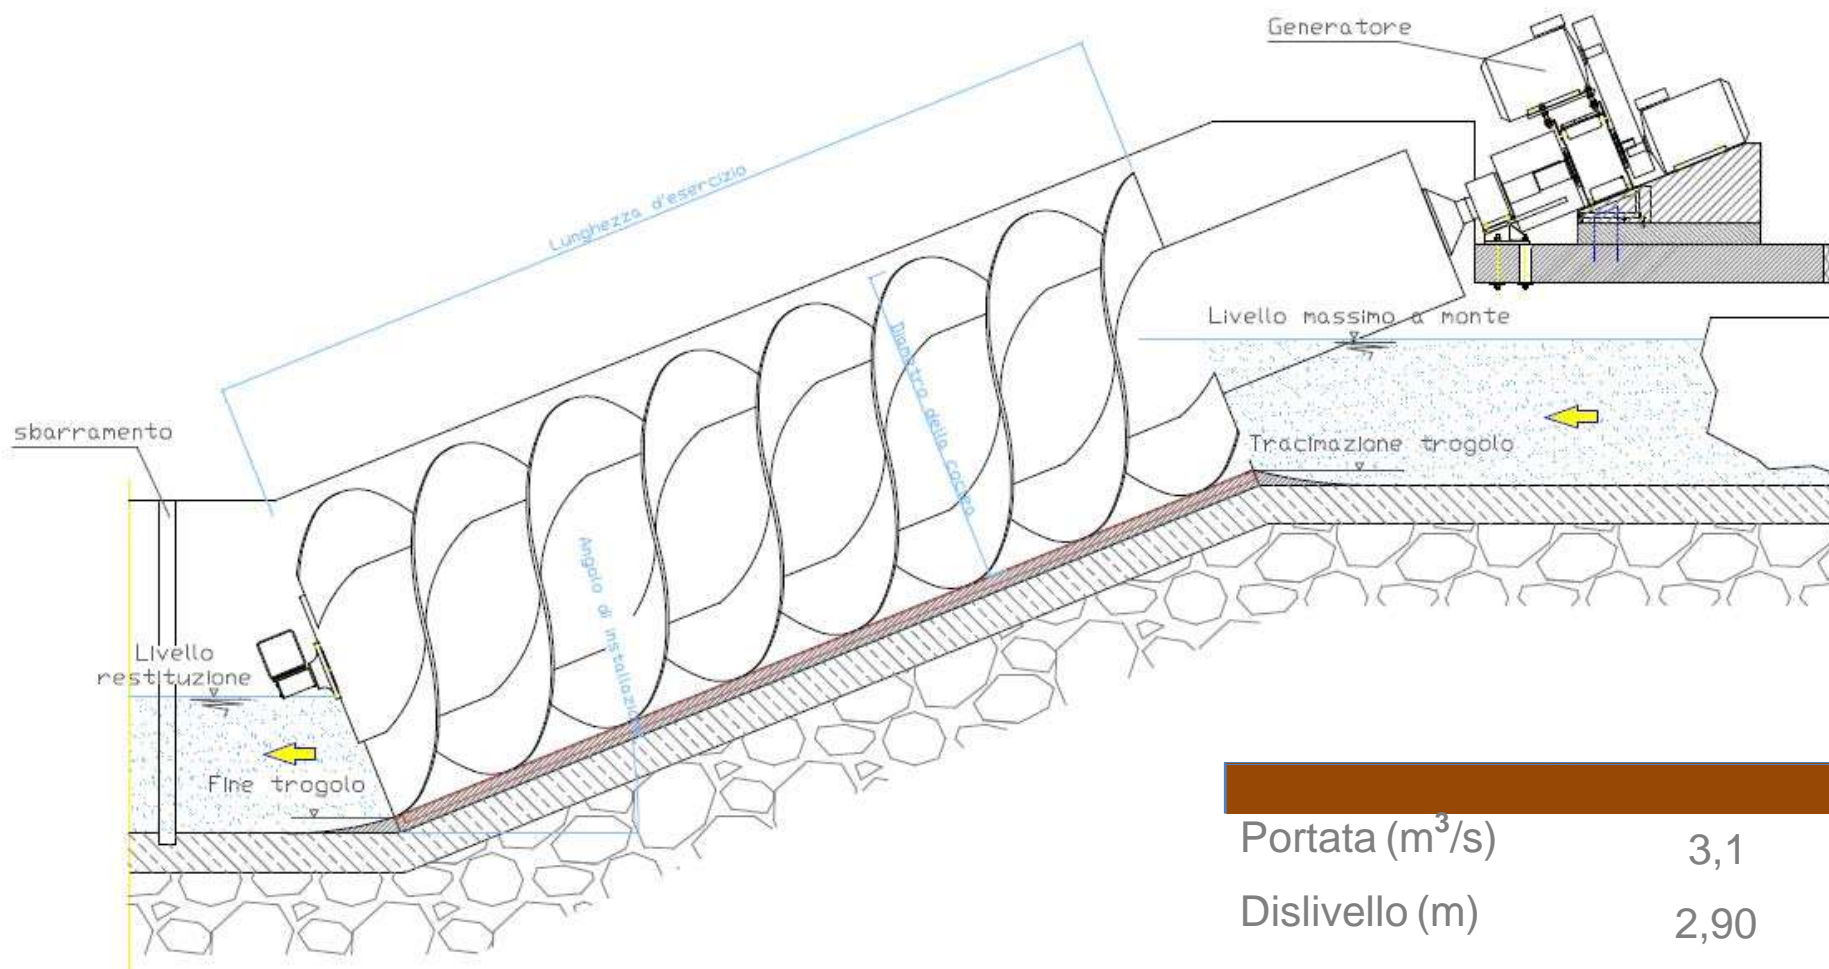 Generatore
Lunghezza d'esercizio
Livello massimo a monte
Diametro della coclea
sbarramento
Tracimazione trogolo
Angolo di installazione
Livello
restituzione
Fine trogolo
Portata (m³/s) 3,1
Dislivello (m) 2,90